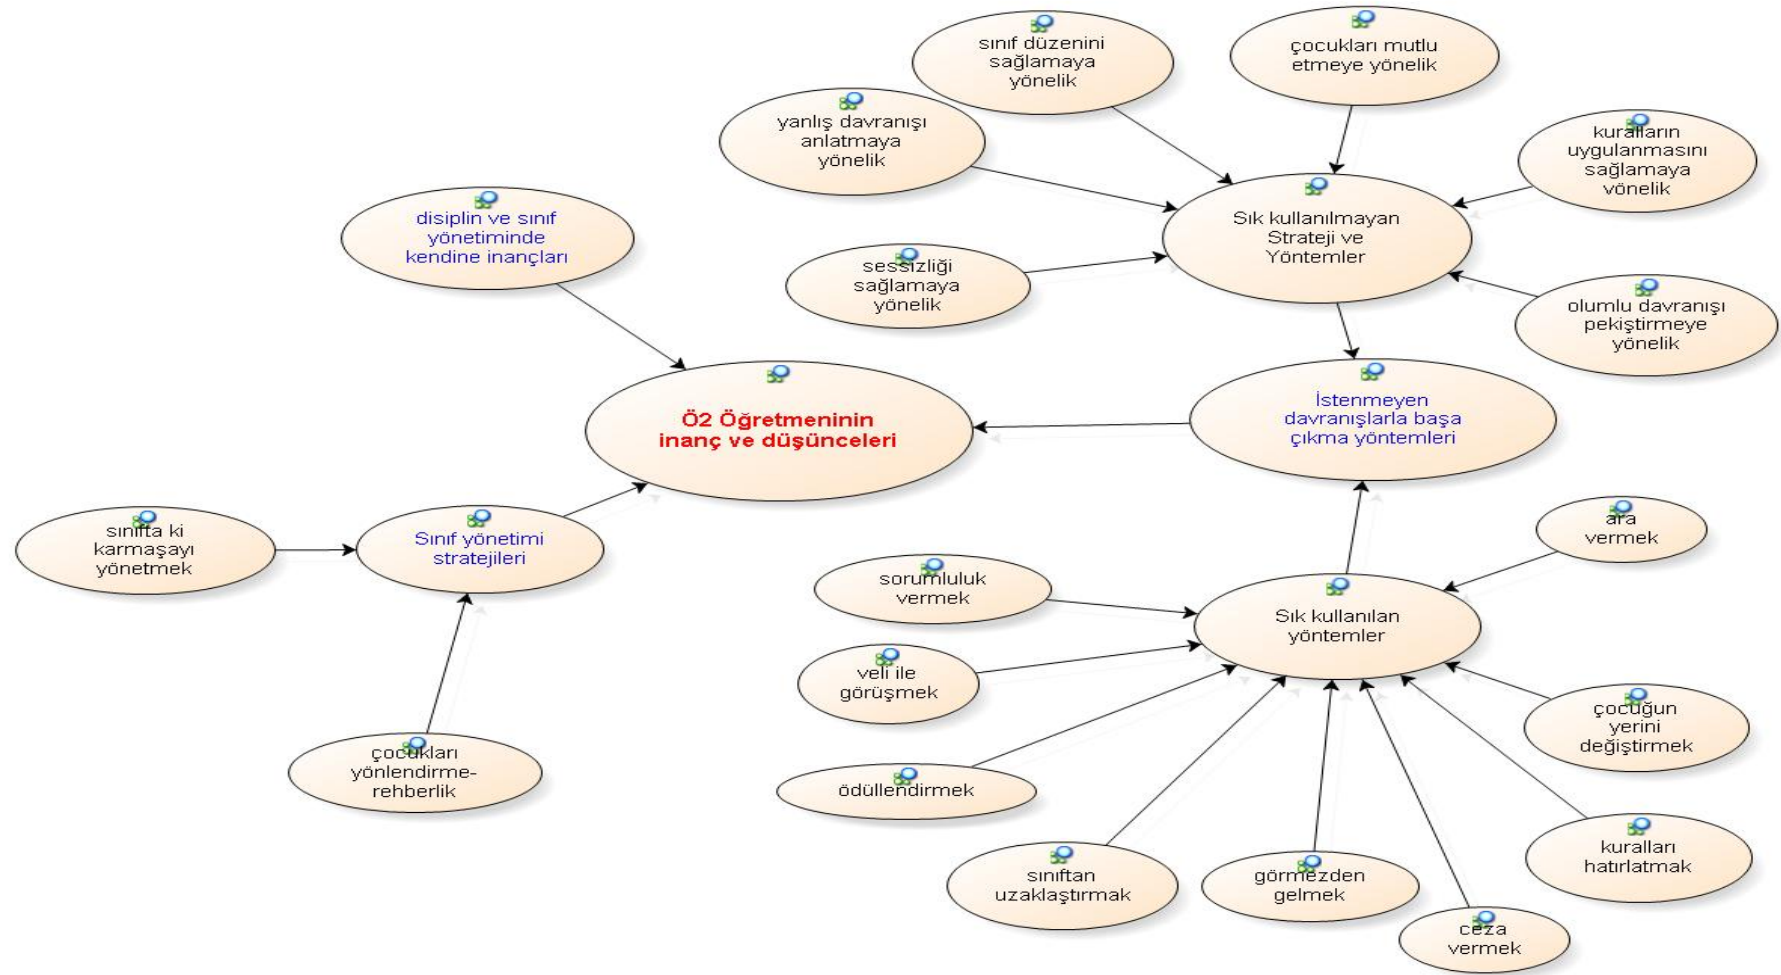 sınıf düzenini
sağlamaya
yönelik
çocukları mutlu
etmeye yönelik
yanlış davranışı
anlatmaya
yönelik
kuralların
uygulanmasını
sağlamaya
yönelik
disiplin ve sınıf
yönetiminde
kendine inançları
Sık kullanılmayan
Strateji ve
Yöntemler
sessizliği
sağlamaya
yönelik
olumlu davranışı
pekiştirmeye
yönelik
Ö2 Öğretmeninin
inanç ve düşünceleri
İstenmeyen
davranışlarla başa
çıkma yöntemleri
sınıfta ki
karmaşayı
yönetmek
Sınıf yönetimi
stratejileri
ara
vermek
sorumluluk
vermek
Sık kullanılan
yöntemler
veli ile
görüşmek
çocuğun
yerini
değiştirmek
çocukları
yönlendirme-
rehberlik
ödüllendirmek
kuralları
hatırlatmak
sınıftan
uzaklaştırmak
görmezden
gelmek
ceza
vermek